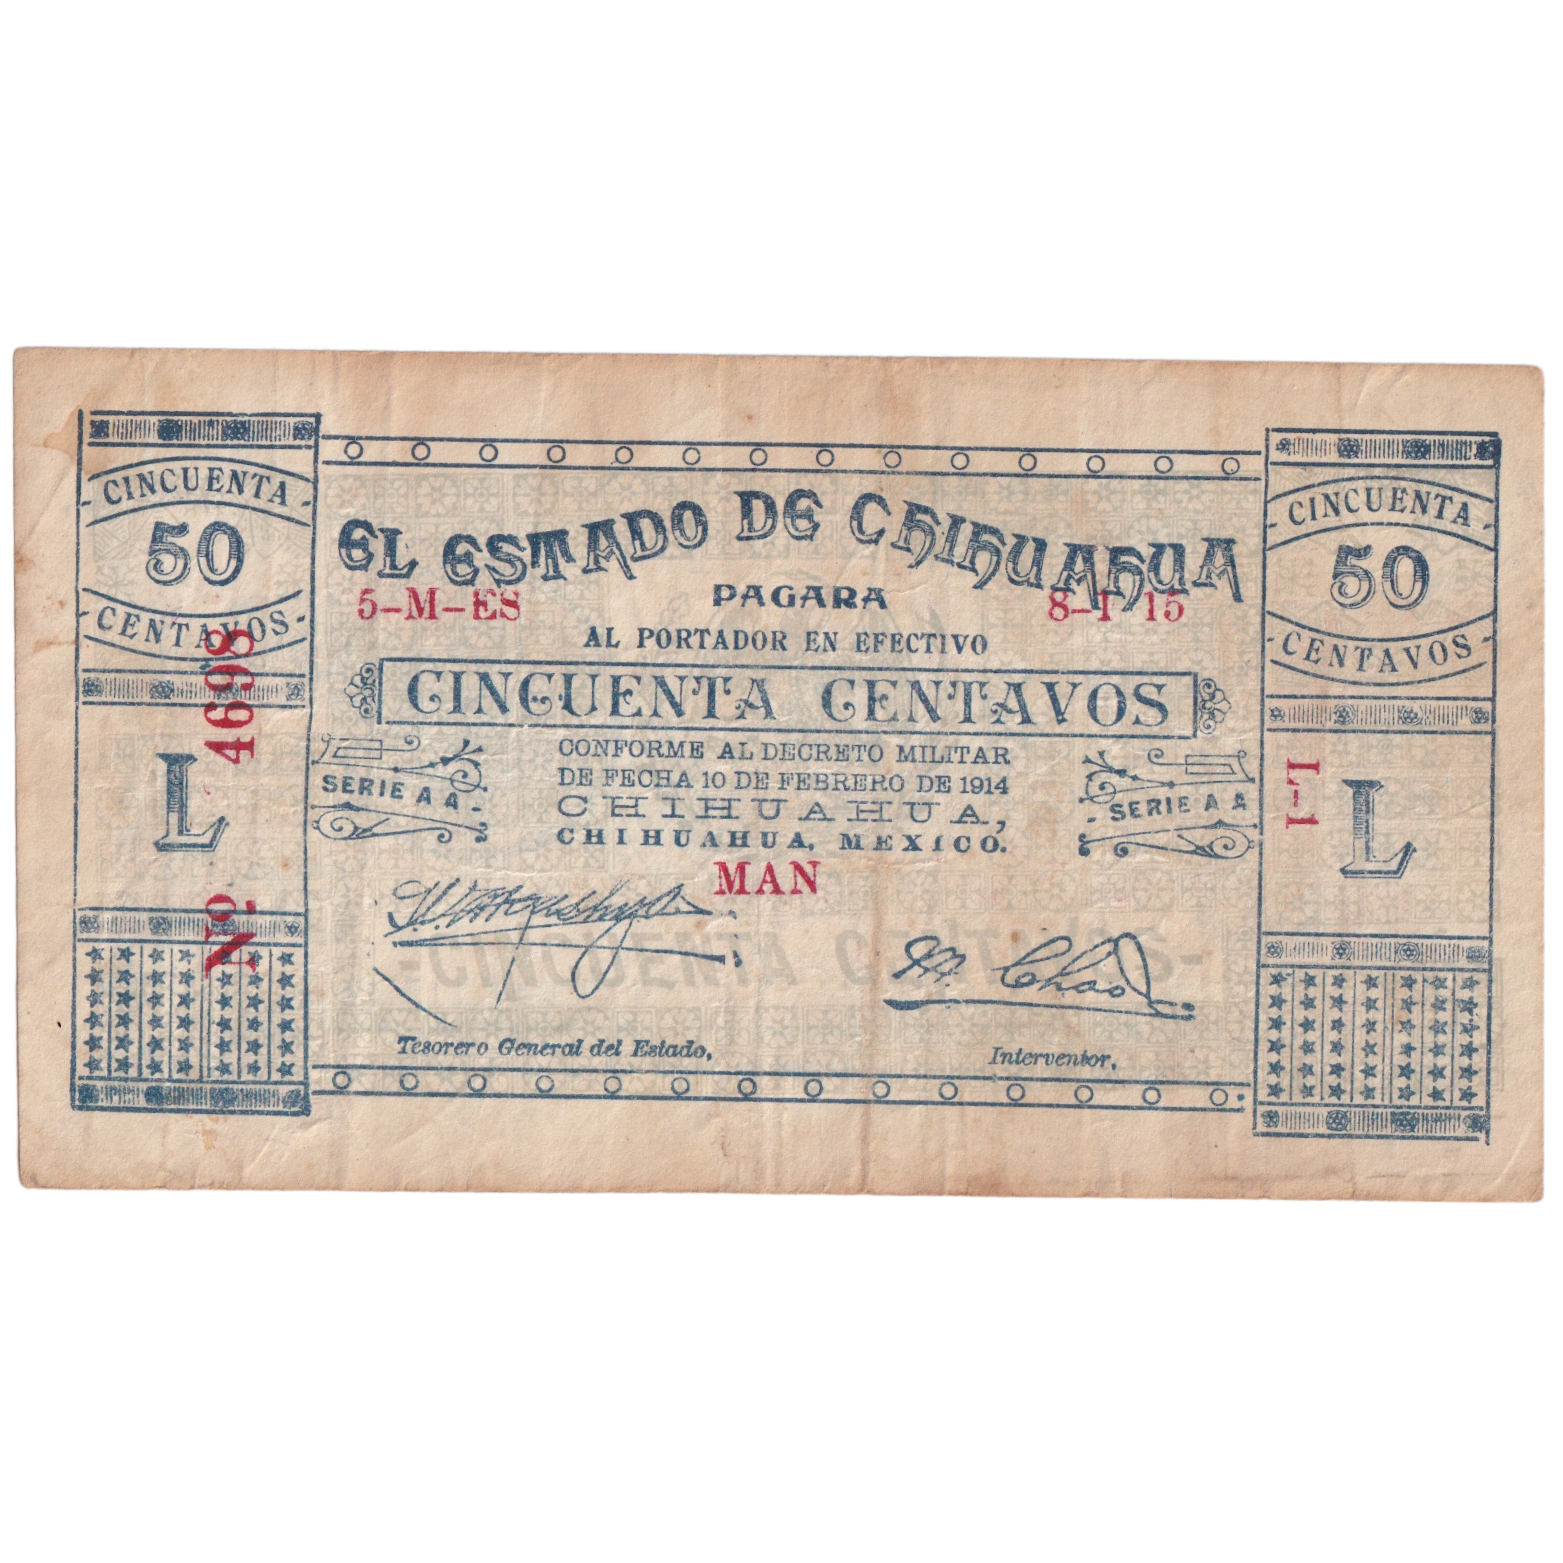 CINCUENTA
50
CENTAVOS
L
Nº 4698
EL ESTADO DE CHIHUAHUA
5-M-ES
PAGARA
8-I 15
AL PORTADOR EN EFECTIVO
CINCUENTA CENTAVOS
CONFORME AL DECRETO MILITAR
DE FECHA 10 DE FEBRERO DE 1914
CHIHUAHUA,
CHIHUAHUA, MEXICO.
SERIE A A
SERIE A A
MAN
M. Chao
Tesorero General del Estado,
Interventor,
CINCUENTA
50
CENTAVOS
L-I
L